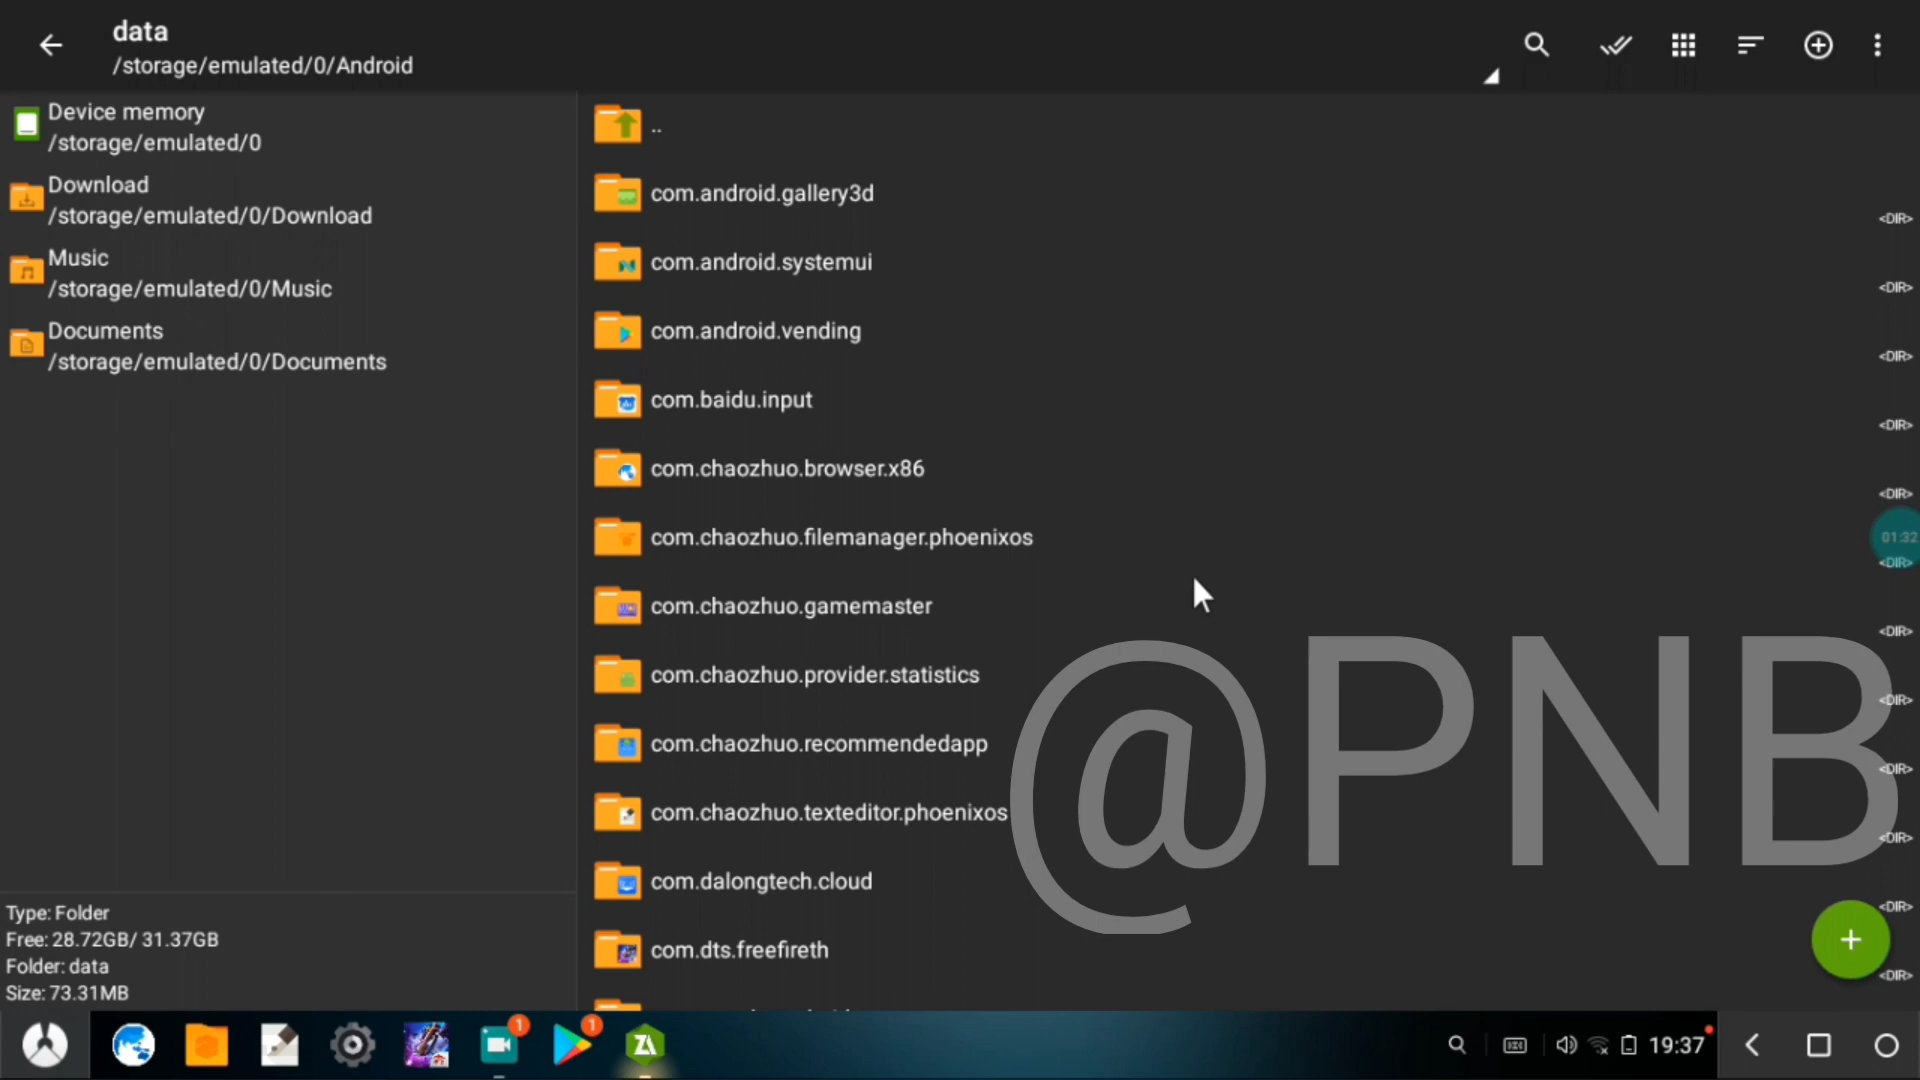 data
/storage/emulated/0/Android
Device memory
/storage/emulated/0
Download
/storage/emulated/0/Download
Music
/storage/emulated/0/Music
Documents
/storage/emulated/0/Documents
Type: Folder
Free: 28.72GB/ 31.37GB
Folder: data
Size: 73.31MB
..
com.android.gallery3d
<DIR>
com.android.systemui
<DIR>
com.android.vending
<DIR>
com.baidu.input
<DIR>
com.chaozhuo.browser.x86
<DIR>
com.chaozhuo.filemanager.phoenixos
01:32
<DIR>
com.chaozhuo.gamemaster
<DIR>
com.chaozhuo.provider.statistics
<DIR>
com.chaozhuo.recommendedapp
<DIR>
com.chaozhuo.texteditor.phoenixos
<DIR>
com.dalongtech.cloud
<DIR>
com.dts.freefireth
<DIR>
@PNB
1
1
ZA
19:37